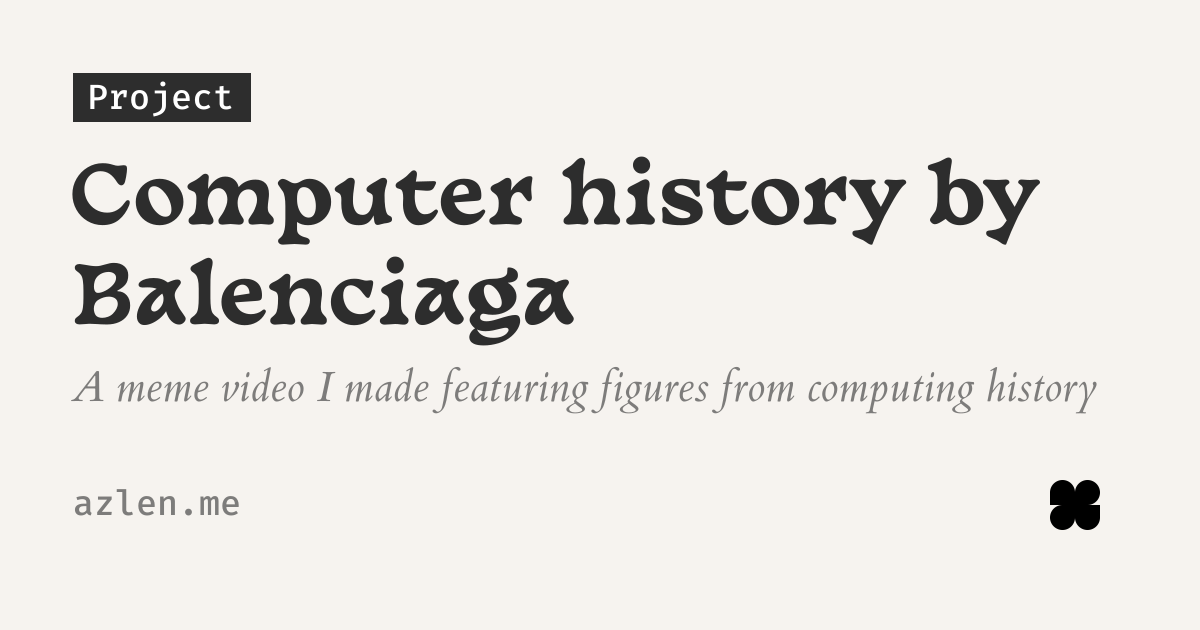 Project
Computer history by
Balenciaga
A meme video I made featuring figures from computing history
azlen.me